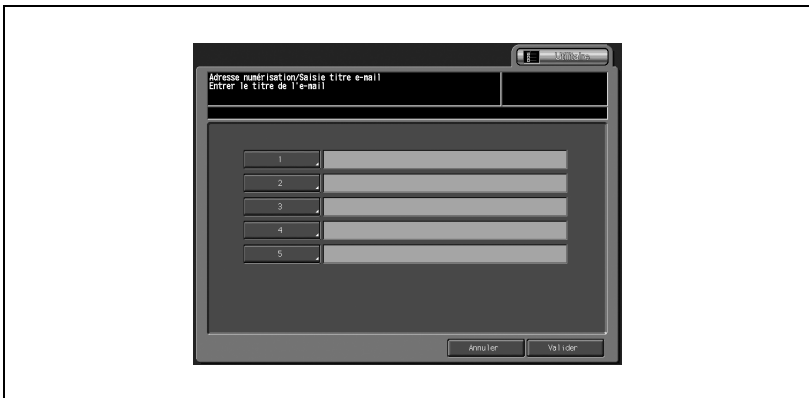 Utilitaire
Adresse numérisation/Saisie titre e-mail
Entrer le titre de l'e-mail
1
2
3
4
5
Annuler
Valider